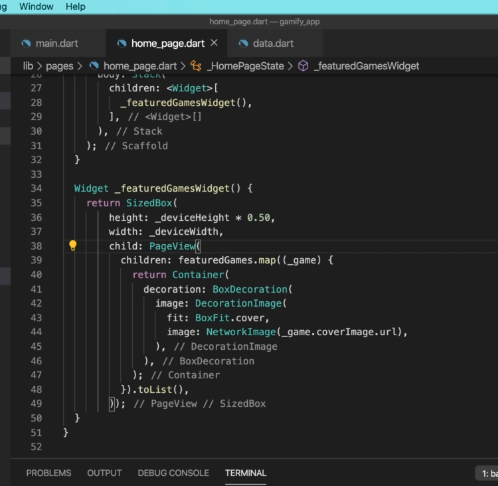 Window Help
home_page.dart — gamify_app
main.dart home_page.dart × data.dart
lib > pages > home_page.dart > _HomePageState > _featuredGamesWidget
26 body: Stack(
27 children: <Widget>[
28 _featuredGamesWidget(),
29 ], // <Widget>[]
30 ), // Stack
31 ); // Scaffold
32 }
33
34 Widget _featuredGamesWidget() {
35 return SizedBox(
36 height: _deviceHeight * 0.50,
37 width: _deviceWidth,
38 child: PageView(
39 children: featuredGames.map((_game) {
40 return Container(
41 decoration: BoxDecoration(
42 image: DecorationImage(
43 fit: BoxFit.cover,
44 image: NetworkImage(_game.coverImage.url),
45 ), // DecorationImage
46 ), // BoxDecoration
47 ); // Container
48 }).toList(),
49 )); // PageView // SizedBox
50 }
51 }
52
PROBLEMS OUTPUT DEBUG CONSOLE TERMINAL